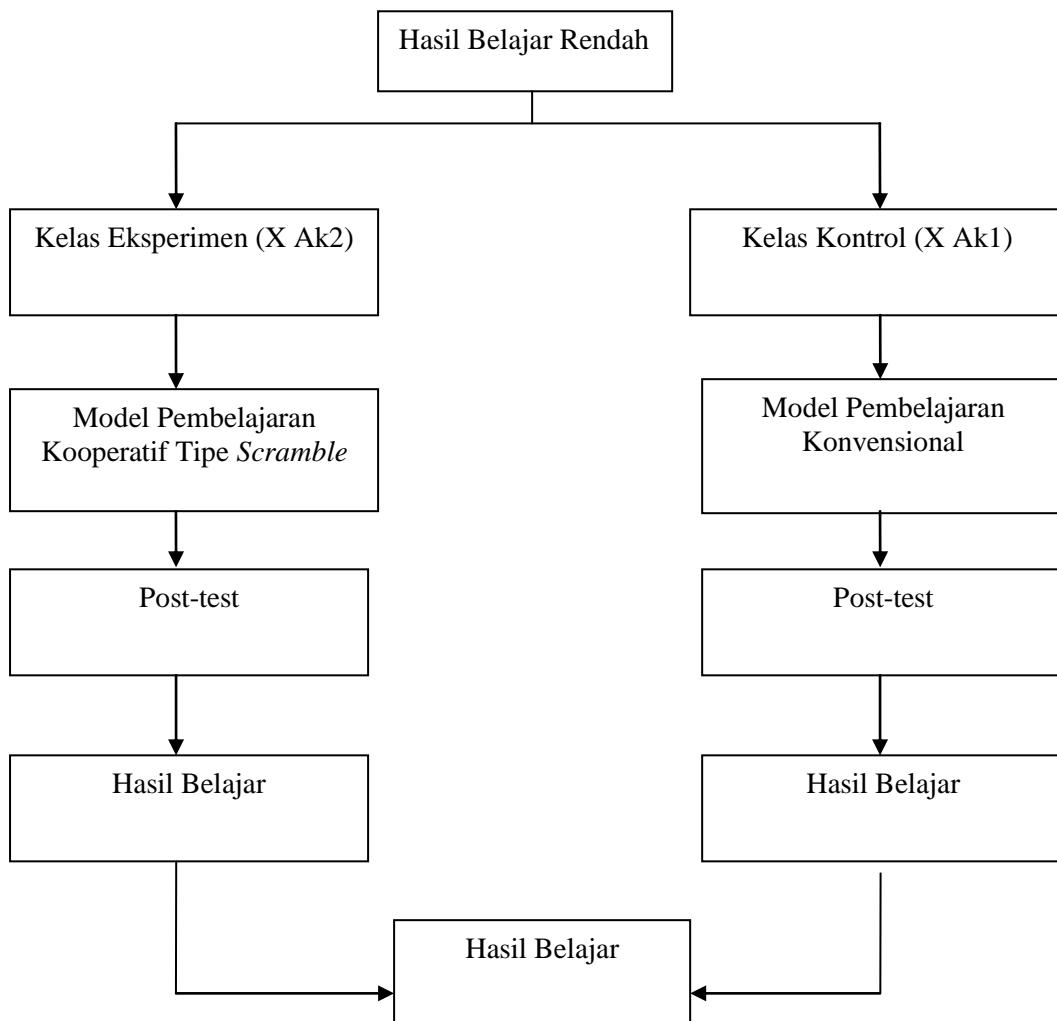 Hasil Belajar Rendah
Kelas Eksperimen (X Ak2)
Kelas Kontrol (X Ak1)
Model Pembelajaran
Kooperatif Tipe Scramble
Model Pembelajaran
Konvensional
Post-test
Post-test
Hasil Belajar
Hasil Belajar
Hasil Belajar